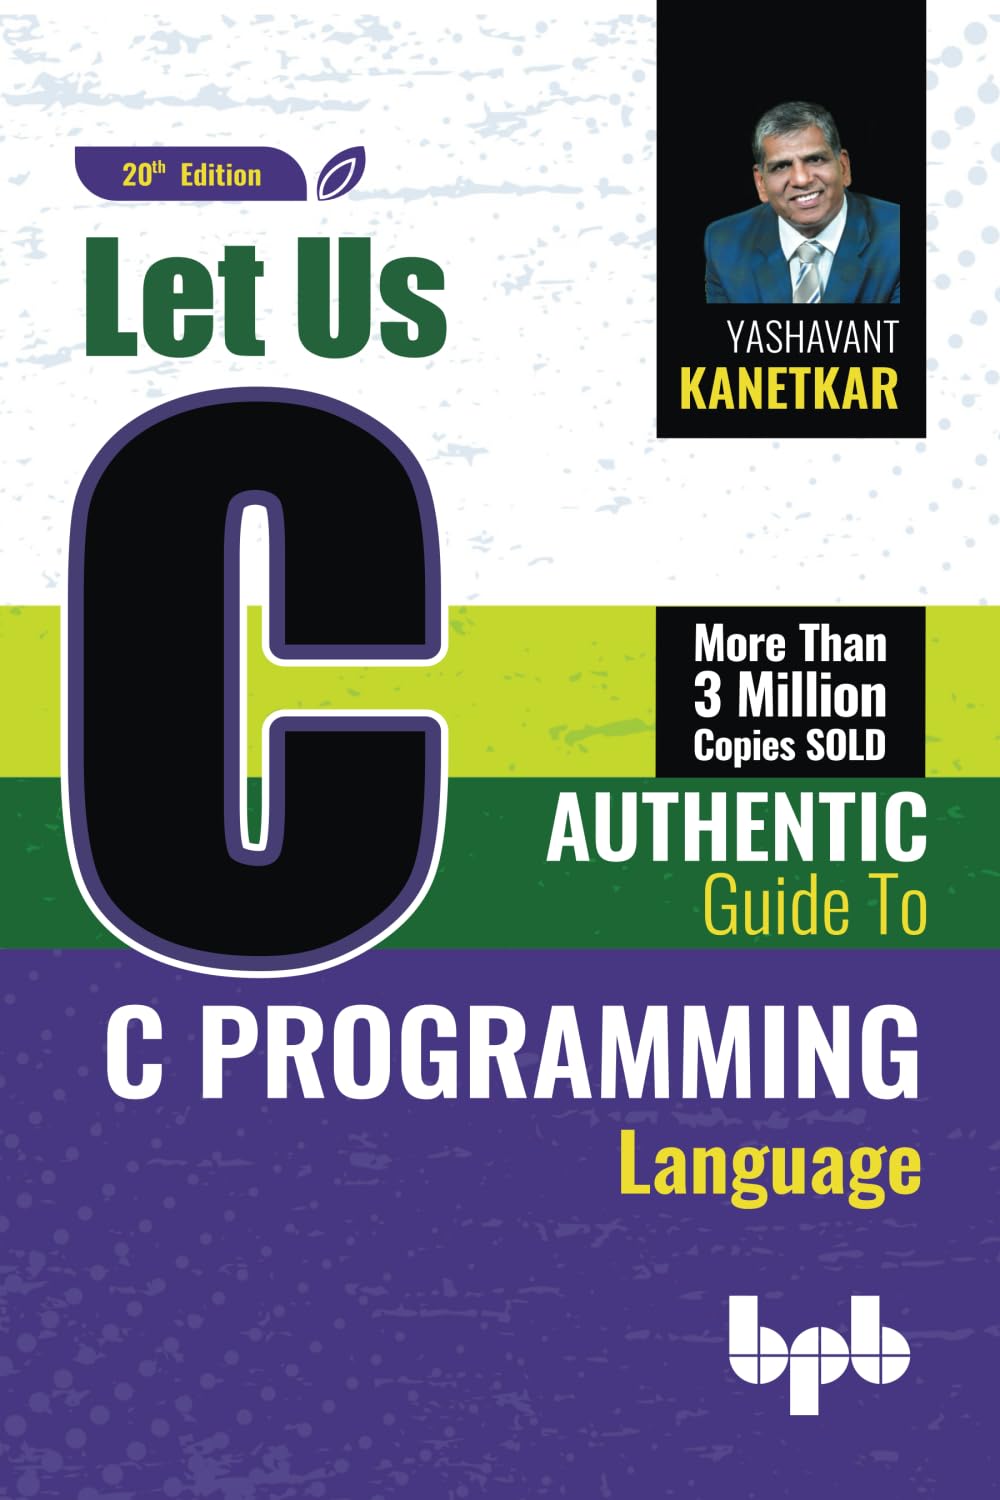 20th Edition
Let Us
C
YASHAVANT
KANETKAR
More Than
3 Million
Copies SOLD
AUTHENTIC
Guide To
C PROGRAMMING
Language
bpb